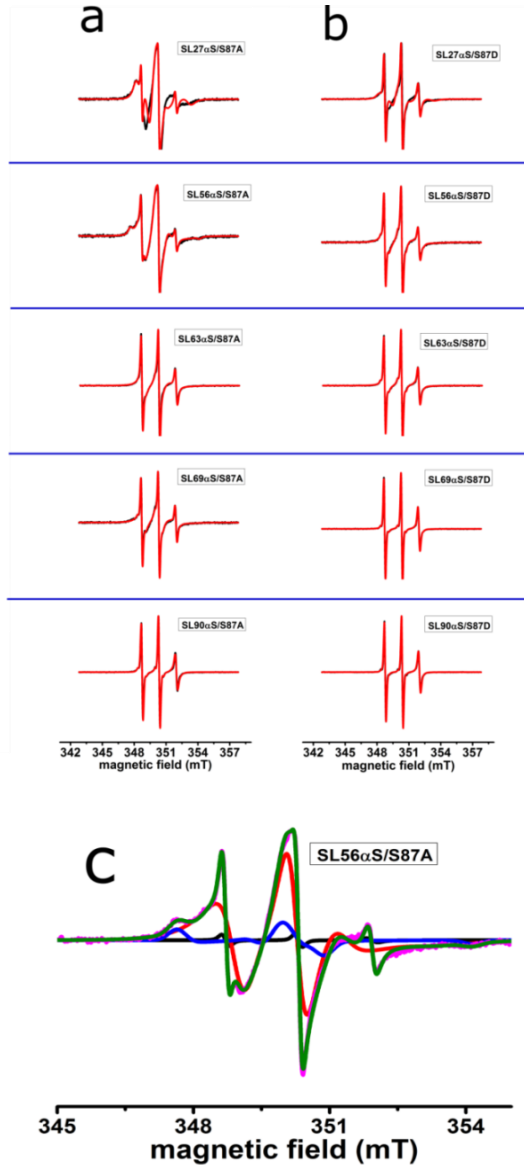 a
b
SL27αS/S87A
SL27αS/S87D
SL56αS/S87A
SL56αS/S87D
SL63αS/S87A
SL63αS/S87D
SL69αS/S87A
SL69αS/S87D
SL90αS/S87A
SL90αS/S87D
342 345 348 351 354 357
342 345 348 351 354 357
magnetic field (mT)
magnetic field (mT)
C
SL56αS/S87A
345 348 351 354
magnetic field (mT)